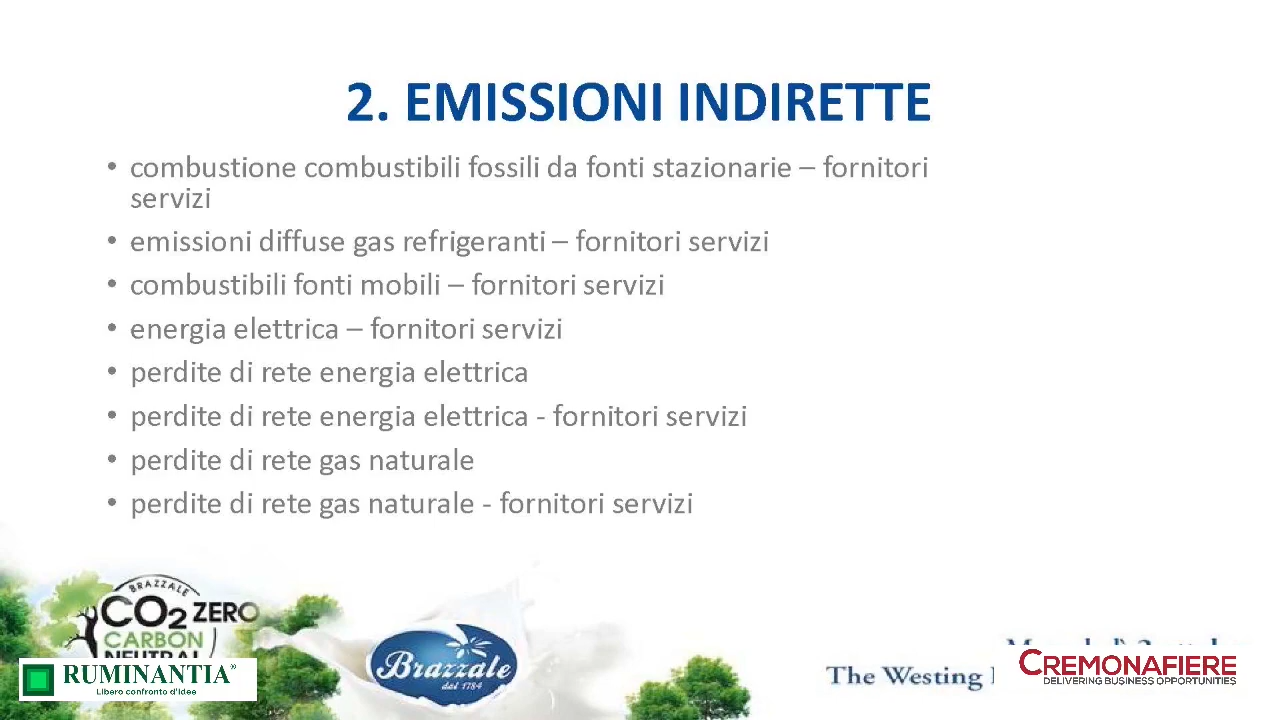 2. EMISSIONI INDIRETTE
• combustione combustibili fossili da fonti stazionarie – fornitori
servizi
• emissioni diffuse gas refrigeranti – fornitori servizi
• combustibili fonti mobili – fornitori servizi
• energia elettrica – fornitori servizi
• perdite di rete energia elettrica
• perdite di rete energia elettrica - fornitori servizi
• perdite di rete gas naturale
• perdite di rete gas naturale - fornitori servizi
BRAZZALE
CO2 ZERO
CARBON
NEUTRAL
RUMINANTIA®
Libero confronto d'Idee
Brazzale
dal 1784
The Westing
CREMONAFIERE
DELIVERING BUSINESS OPPORTUNITIES